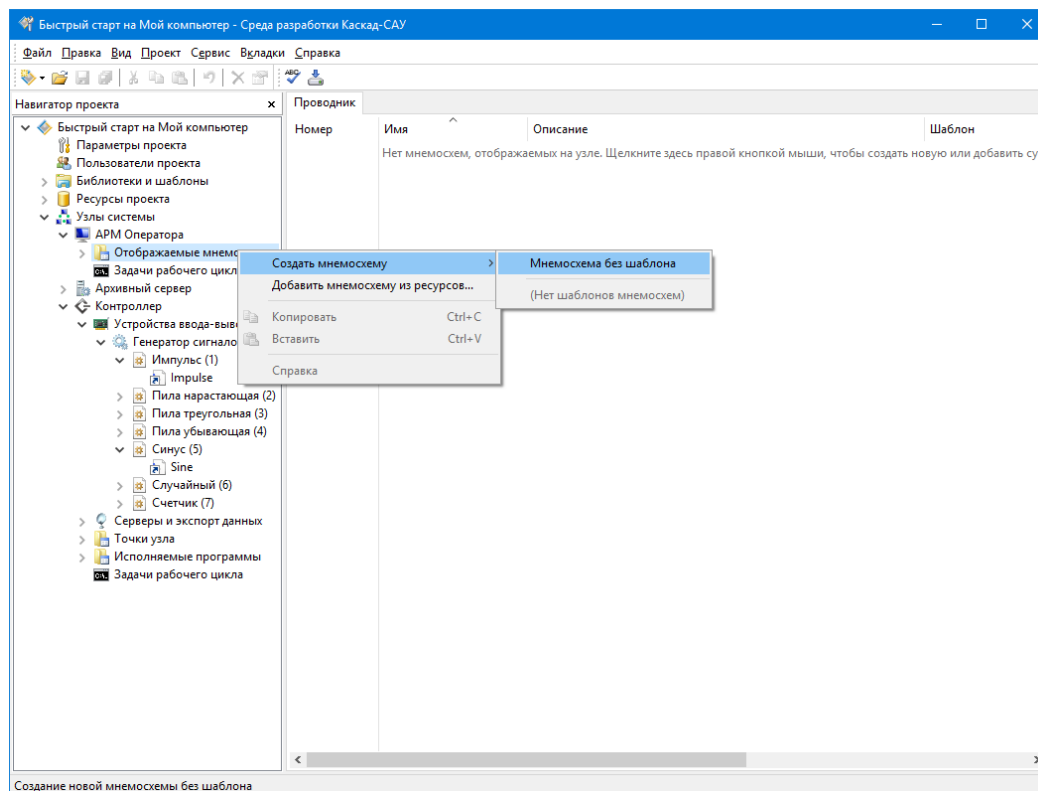 Быстрый старт на Мой компьютер - Среда разработки Каскад-САУ
Файл Правка Вид Проект Сервис Вкладки Справка
ABC
Навигатор проекта
Проводник
Быстрый старт на Мой компьютер
Номер Имя Описание Шаблон
Параметры проекта
Нет мнемосхем, отображаемых на узле. Щелкните здесь правой кнопкой мыши, чтобы создать новую или добавить су
Пользователи проекта
Библиотеки и шаблоны
Ресурсы проекта
Узлы системы
АРМ Оператора
Отображаемые мнемо
Задачи рабочего цикл
Архивный сервер
Контроллер
Устройства ввода-выв
Генератор сигнало
Импульс (1)
Impulse
Пила нарастающая (2)
Пила треугольная (3)
Пила убывающая (4)
Синус (5)
Sine
Случайный (6)
Счетчик (7)
Серверы и экспорт данных
Точки узла
Исполняемые программы
Задачи рабочего цикла
Создать мнемосхему
Добавить мнемосхему из ресурсов...
Копировать Ctrl+C
Вставить Ctrl+V
Справка
Мнемосхема без шаблона
(Нет шаблонов мнемосхем)
Создание новой мнемосхемы без шаблона